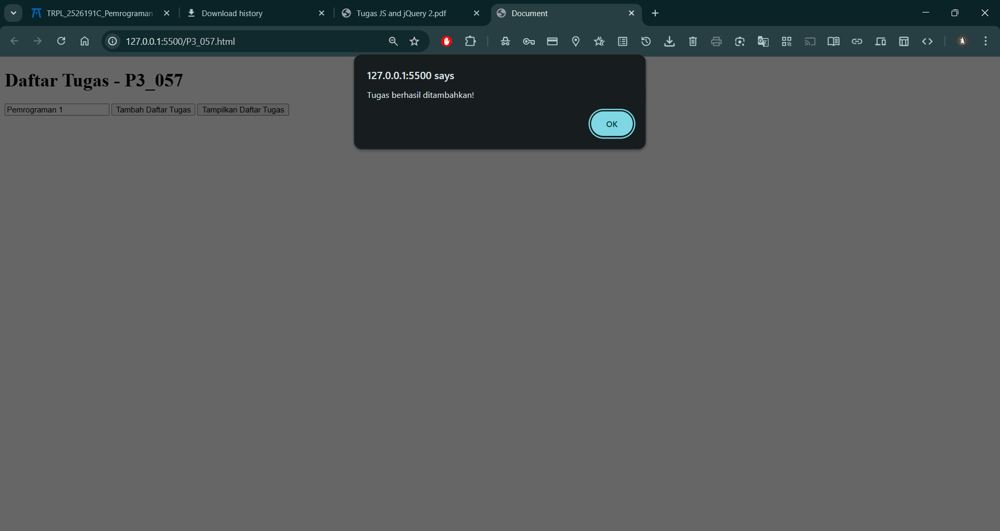 TRPL_2526191C_Pemrograman
Download history
Tugas JS and jQuery 2.pdf
Document
127.0.0.1:5500/P3_057.html
127.0.0.1:5500 says
Tugas berhasil ditambahkan!
OK
Daftar Tugas - P3_057
Pemrograman 1
Tambah Daftar Tugas
Tampilkan Daftar Tugas